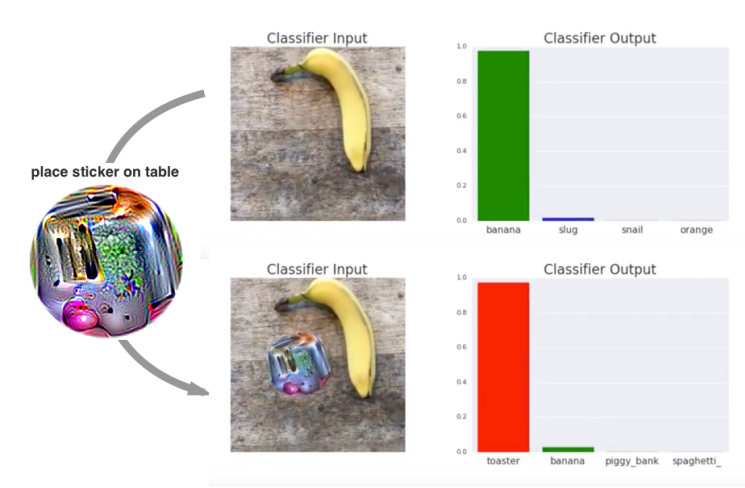 Classifier Input
Classifier Output
1.0
0.8
0.6
0.4
0.2
0.0
banana slug snail orange
place sticker on table
Classifier Input
Classifier Output
1.0
0.8
0.6
0.4
0.2
0.0
toaster banana piggy_bank spaghetti_